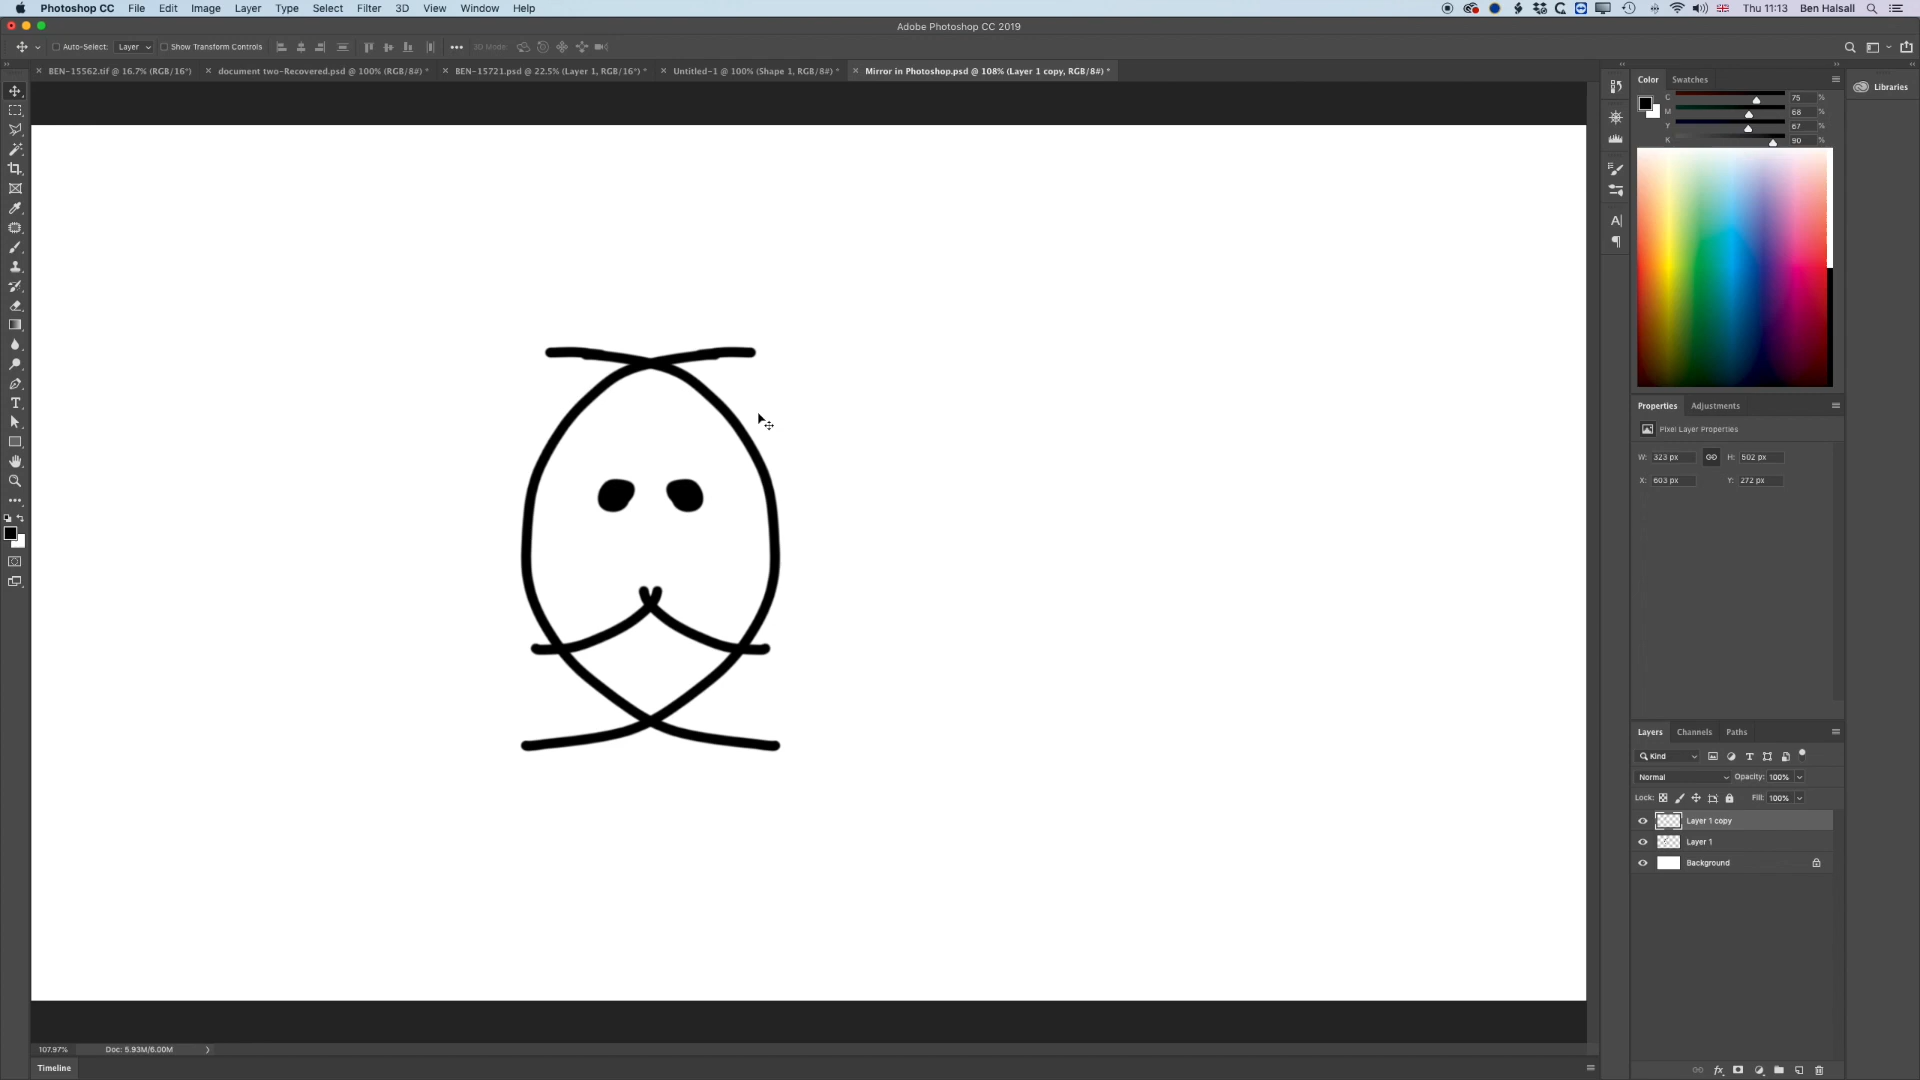 Photoshop CC File Edit Image Layer Type Select Filter 3D View Window Help Thu 11:13 Ben Halsall
Adobe Photoshop CC 2019
Auto-Select: Layer Show Transform Controls 3D Mode:
BEN-15562.tif @ 16.7% (RGB/16*) document two-Recovered.psd @ 100% (RGB/8#) * BEN-15721.psd @ 22.5% (Layer 1, RGB/16*) * Untitled-1 @ 100% (Shape 1, RGB/8#) * Mirror in Photoshop.psd @ 108% (Layer 1 copy, RGB/8#) *
Color Swatches
Libraries
C 75 %
M 68 %
Y 67 %
K 90 %
Properties Adjustments
Pixel Layer Properties
W: 323 px H: 502 px
X: 603 px Y: 272 px
Layers Channels Paths
Kind
Normal Opacity: 100%
Lock: Fill: 100%
Layer 1 copy
Layer 1
Background
107.97% Doc: 5.93M/6.00M
Timeline